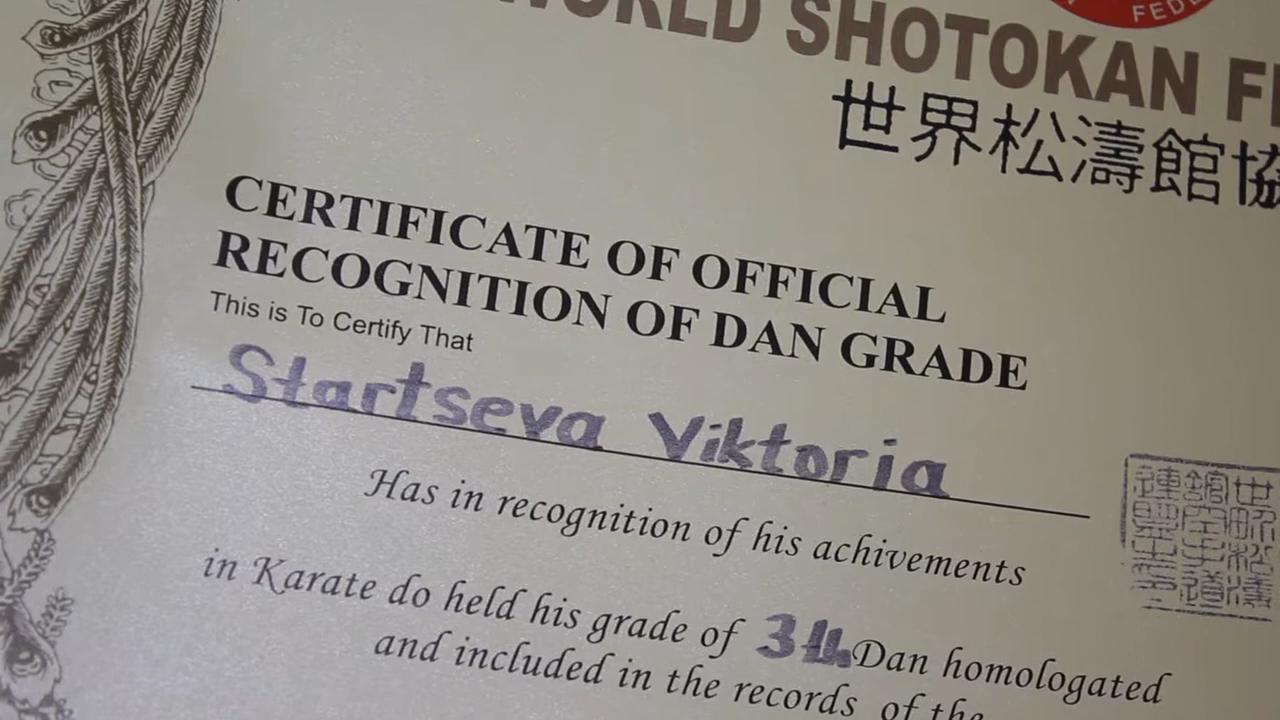 WORLD SHOTOKAN
世界松濤館協
CERTIFICATE OF OFFICIAL
RECOGNITION OF DAN GRADE
This is To Certify That
Startseva Viktoria
Has in recognition of his achivements
in Karate do held his grade of Dan homologated
and included in the records of the